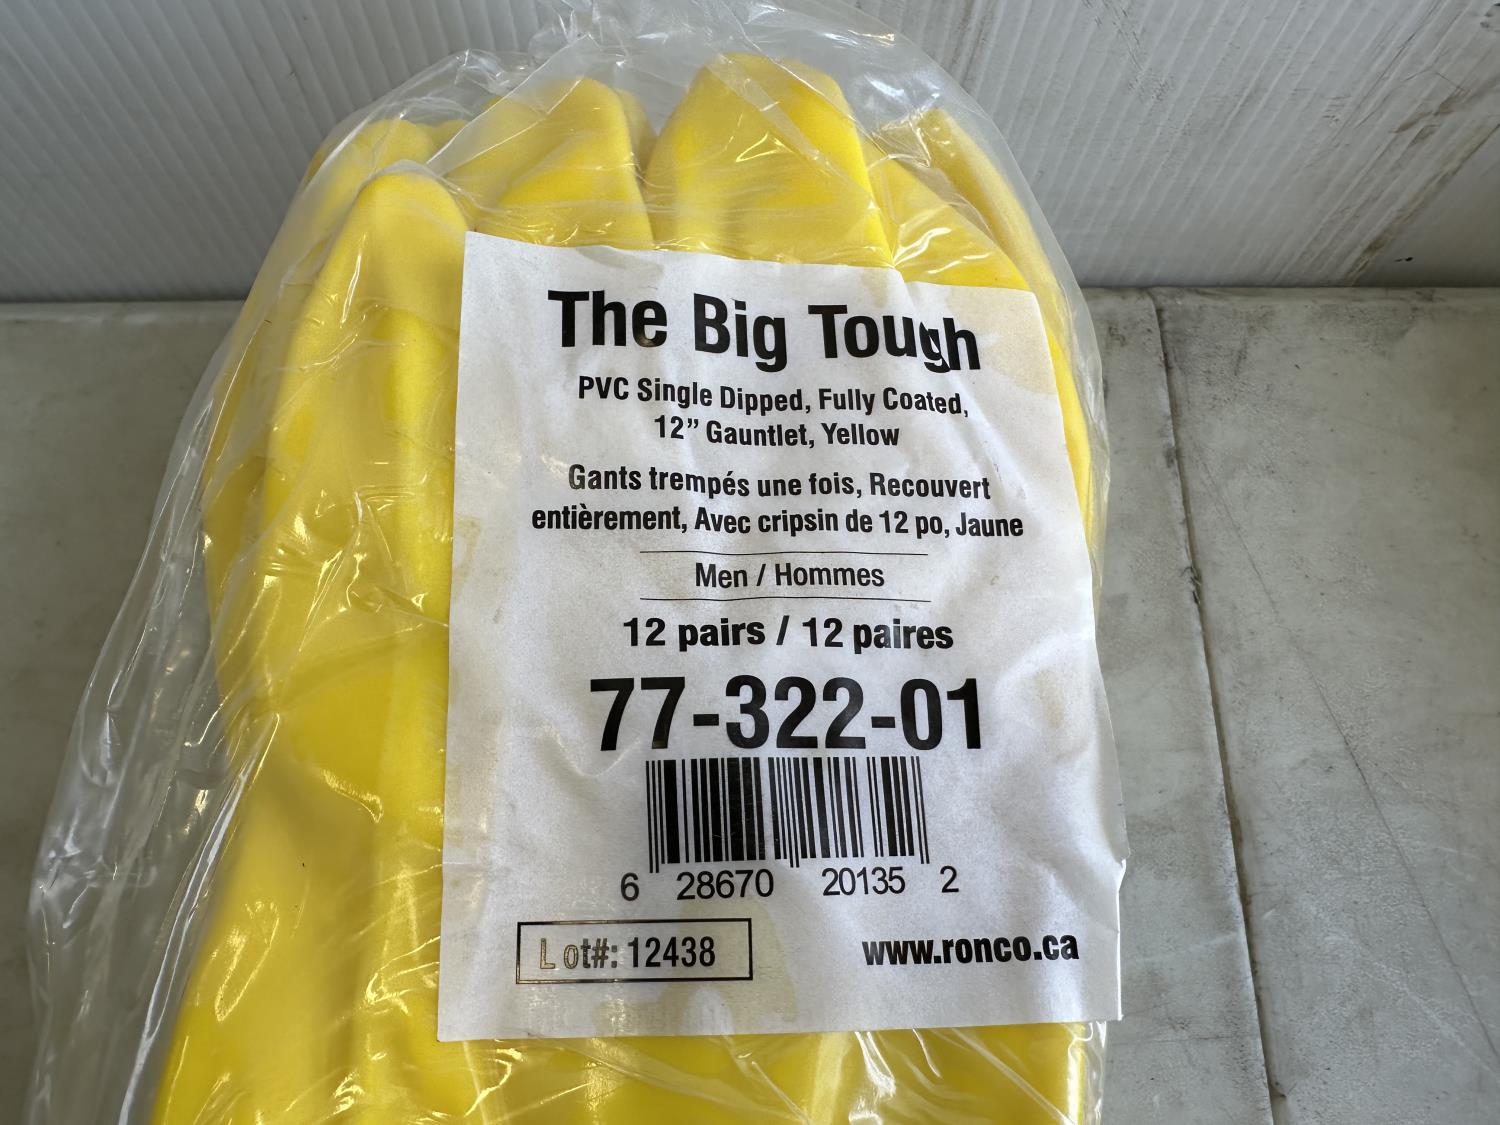 The Big Tough
PVC Single Dipped, Fully Coated,
12” Gauntlet, Yellow
Gants trempés une fois, Recouvert
entièrement, Avec cripsin de 12 po, Jaune
Men / Hommes
12 pairs / 12 paires
77-322-01
6 28670 20135 2
Lot#: 12438
www.ronco.ca